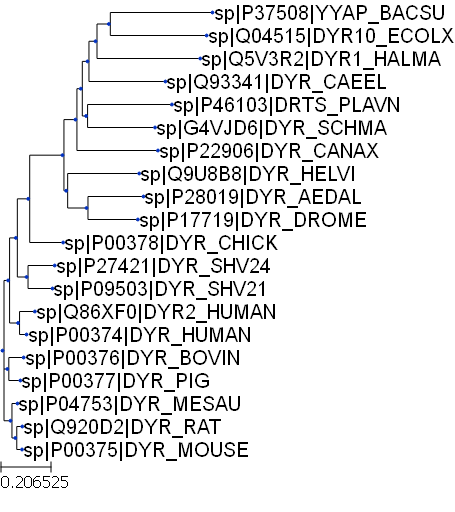 sp|P37508|YYAP_BACSU
sp|Q04515|DYR10_ECOLX
sp|Q5V3R2|DYR1_HALMA
sp|Q93341|DYR_CAEEL
sp|P46103|DRTS_PLAVN
sp|G4VJD6|DYR_SCHMA
sp|P22906|DYR_CANAX
sp|Q9U8B8|DYR_HELVI
sp|P28019|DYR_AEDAL
sp|P17719|DYR_DROME
sp|P00378|DYR_CHICK
sp|P27421|DYR_SHV24
sp|P09503|DYR_SHV21
sp|Q86XF0|DYR2_HUMAN
sp|P00374|DYR_HUMAN
sp|P00376|DYR_BOVIN
sp|P00377|DYR_PIG
sp|P04753|DYR_MESAU
sp|Q920D2|DYR_RAT
sp|P00375|DYR_MOUSE
0.206525